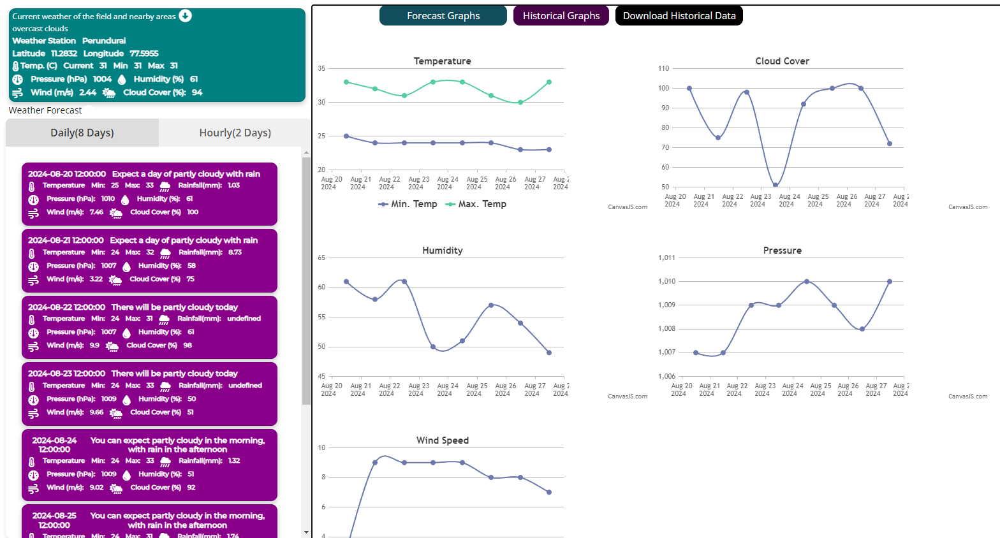 Current weather of the field and nearby areas
overcast clouds
Weather Station Perundurai
Latitude 11.2832 Longitude 77.5955
Temp. (C) Current 31 Min 31 Max 31
Pressure (hPa) 1004 Humidity (%) 61
Wind (m/s) 2.44 Cloud Cover (%): 94
Weather Forecast
Daily(8 Days) Hourly(2 Days)
2024-08-20 12:00:00 Expect a day of partly cloudy with rain
Temperature Min: 25 Max: 33 Rainfall(mm): 1.03
Pressure (hPa): 1010 Humidity (%): 61
Wind (m/s): 7.46 Cloud Cover (%) 100
2024-08-21 12:00:00 Expect a day of partly cloudy with rain
Temperature Min: 24 Max: 32 Rainfall(mm): 8.73
Pressure (hPa): 1007 Humidity (%): 58
Wind (m/s): 3.22 Cloud Cover (%) 75
2024-08-22 12:00:00 There will be partly cloudy today
Temperature Min: 24 Max: 31 Rainfall(mm): undefined
Pressure (hPa): 1007 Humidity (%): 61
Wind (m/s): 9.9 Cloud Cover (%) 98
2024-08-23 12:00:00 There will be partly cloudy today
Temperature Min: 24 Max: 33 Rainfall(mm): undefined
Pressure (hPa): 1009 Humidity (%): 50
Wind (m/s): 9.66 Cloud Cover (%) 51
2024-08-24 12:00:00 You can expect partly cloudy in the morning,
with rain in the afternoon
Temperature Min: 24 Max: 33 Rainfall(mm): 1.32
Pressure (hPa): 1009 Humidity (%): 51
Wind (m/s): 9.02 Cloud Cover (%) 92
2024-08-25 12:00:00 You can expect partly cloudy in the morning,
with rain in the afternoon
Temperature Min: 24 Max: 31 Rainfall(mm): 1.74
Forecast Graphs Historical Graphs Download Historical Data
Temperature
35
30
25
20
Aug 20 2024 Aug 21 2024 Aug 22 2024 Aug 23 2024 Aug 24 2024 Aug 25 2024 Aug 26 2024 Aug 27 2024 Aug 2 2024
Min. Temp Max. Temp
CanvasJS.com
Cloud Cover
110
100
90
80
70
60
50
Aug 20 2024 Aug 21 2024 Aug 22 2024 Aug 23 2024 Aug 24 2024 Aug 25 2024 Aug 26 2024 Aug 27 2024 Aug 2 2024
CanvasJS.com
Humidity
65
60
55
50
45
Aug 20 2024 Aug 21 2024 Aug 22 2024 Aug 23 2024 Aug 24 2024 Aug 25 2024 Aug 26 2024 Aug 27 2024 Aug 2 2024
CanvasJS.com
Pressure
1,011
1,010
1,009
1,008
1,007
1,006
Aug 20 2024 Aug 21 2024 Aug 22 2024 Aug 23 2024 Aug 24 2024 Aug 25 2024 Aug 26 2024 Aug 27 2024 Aug 2 2024
CanvasJS.com
Wind Speed
10
8
6
4